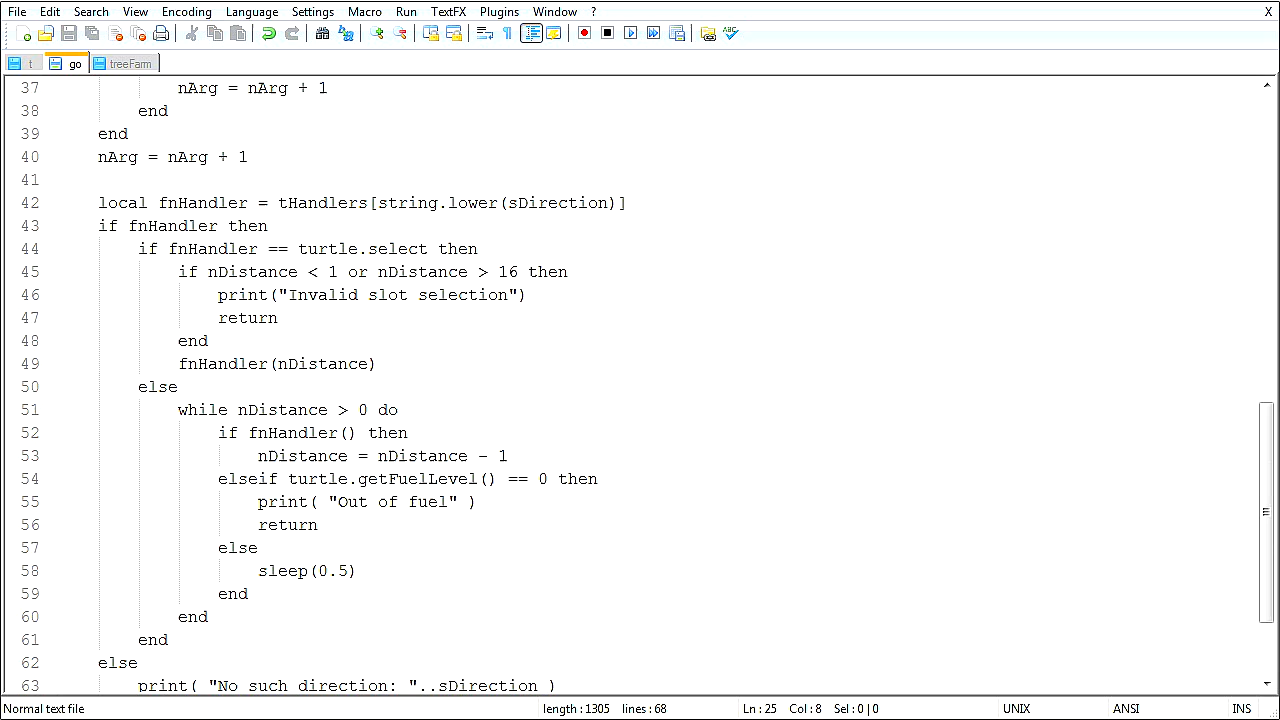 File Edit Search View Encoding Language Settings Macro Run TextFX Plugins Window ? X
t go treeFarm
37 nArg = nArg + 1
38 end
39 end
40 nArg = nArg + 1
41
42 local fnHandler = tHandlers[string.lower(sDirection)]
43 if fnHandler then
44 if fnHandler == turtle.select then
45 if nDistance < 1 or nDistance > 16 then
46 print("Invalid slot selection")
47 return
48 end
49 fnHandler(nDistance)
50 else
51 while nDistance > 0 do
52 if fnHandler() then
53 nDistance = nDistance - 1
54 elseif turtle.getFuelLevel() == 0 then
55 print( "Out of fuel" )
56 return
57 else
58 sleep(0.5)
59 end
60 end
61 end
62 else
63 print( "No such direction: "..sDirection )
Normal text file length : 1305 lines : 68 Ln : 25 Col : 8 Sel : 0 | 0 UNIX ANSI INS